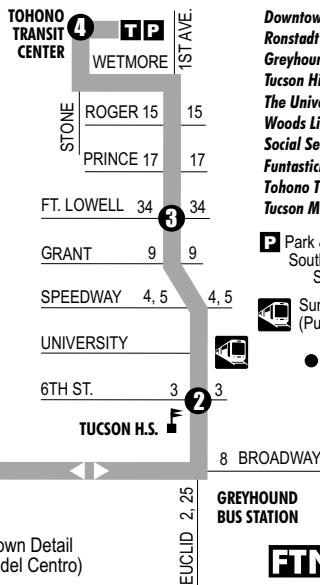 TOHONO
TRANSIT
CENTER
4
T P
1ST AVE.
WETMORE
STONE
ROGER 15 15
PRINCE 17 17
FT. LOWELL 34 34
3
GRANT 9 9
SPEEDWAY 4, 5 4, 5
UNIVERSITY
6TH ST. 3 3
2
TUCSON H.S.
8 BROADWAY
EUCLID 2, 25
GREYHOUND
BUS STATION
Downtown
Ronstadt
Greyhoun
Tucson Hi
The Unive
Woods Li
Social Se
Funtastic
Tohono T
Tucson M
P Park &
South
S
Sun
(Pu
own Detail
del Centro)
FTN